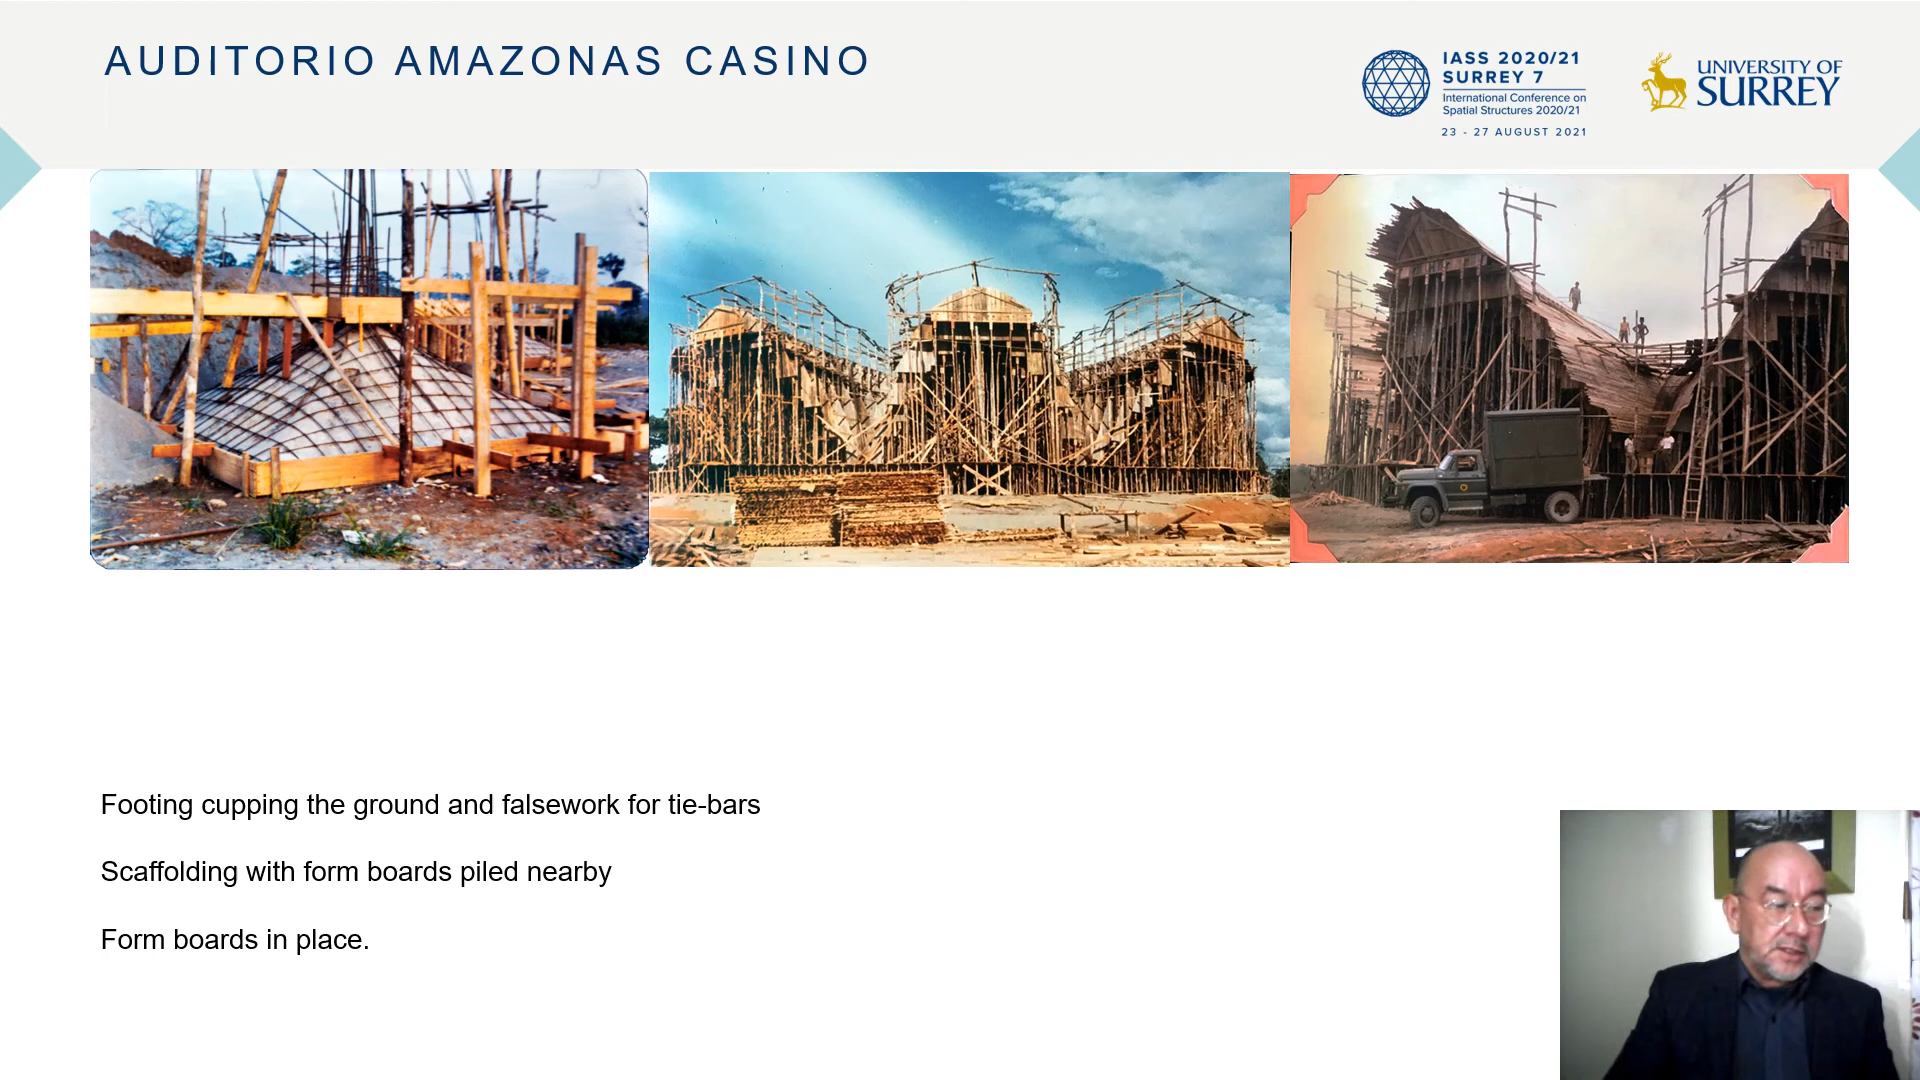 AUDITORIO AMAZONAS CASINO
IASS 2020/21
SURREY 7
International Conference on
Spatial Structures 2020/21
23 - 27 AUGUST 2021
UNIVERSITY OF
SURREY
Footing cupping the ground and falsework for tie-bars
Scaffolding with form boards piled nearby
Form boards in place.